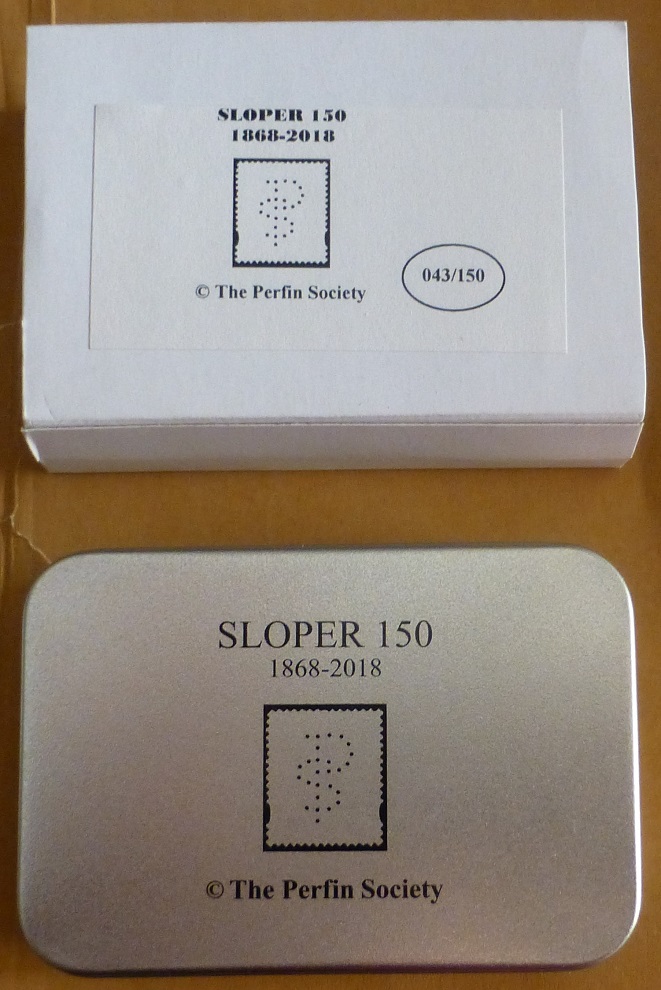 SLOPER 150
1868-2018
© The Perfin Society
043/150
SLOPER 150
1868-2018
© The Perfin Society